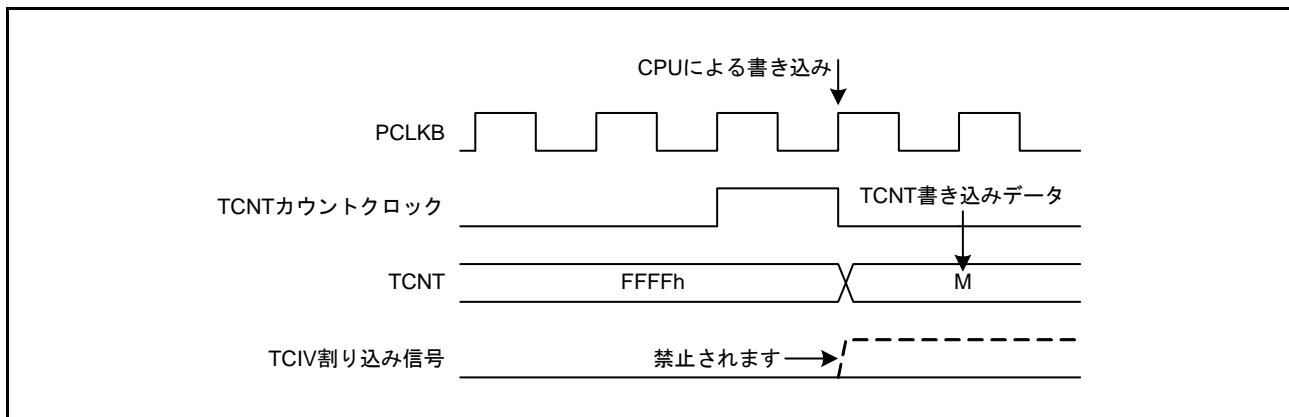 CPUによる書き込み
PCLKB
TCNTカウントクロック
TCNT書き込みデータ
TCNT
FFFFh
M
TCIV割り込み信号
禁止されます